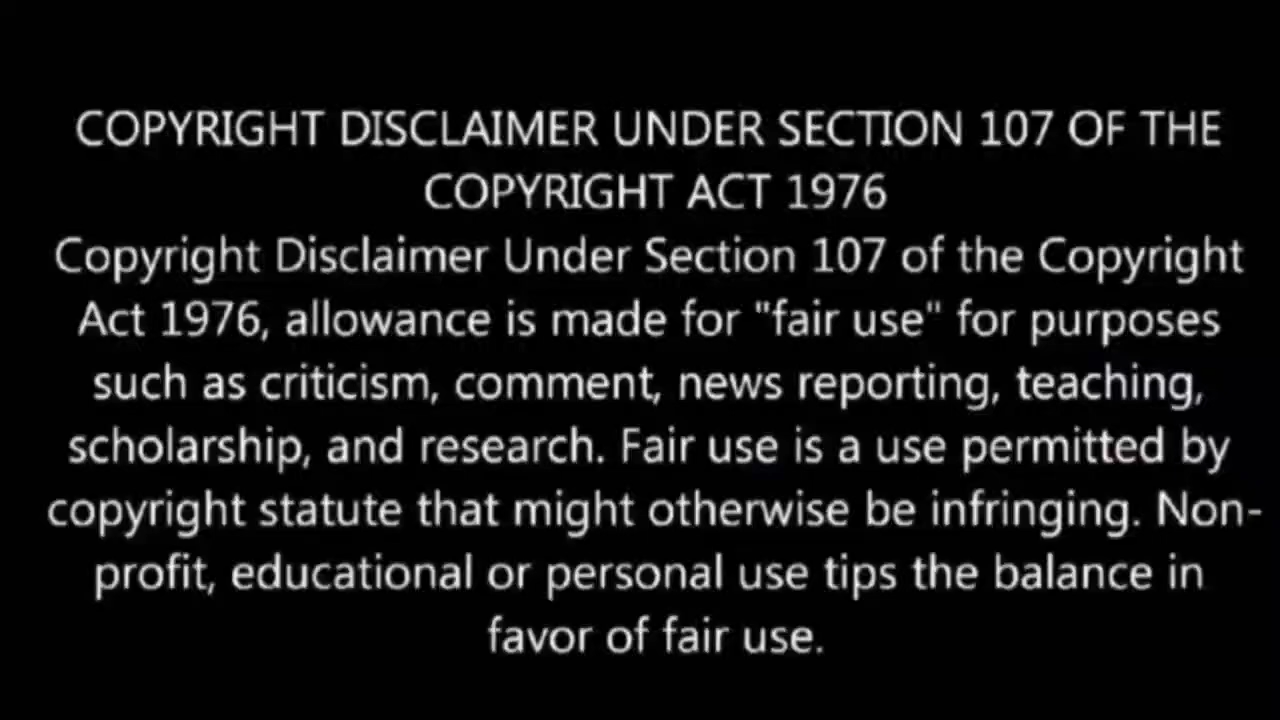 COPYRIGHT DISCLAIMER UNDER SECTION 107 OF THE
COPYRIGHT ACT 1976
Copyright Disclaimer Under Section 107 of the Copyright
Act 1976, allowance is made for "fair use" for purposes
such as criticism, comment, news reporting, teaching,
scholarship, and research. Fair use is a use permitted by
copyright statute that might otherwise be infringing. Non-
profit, educational or personal use tips the balance in
favor of fair use.